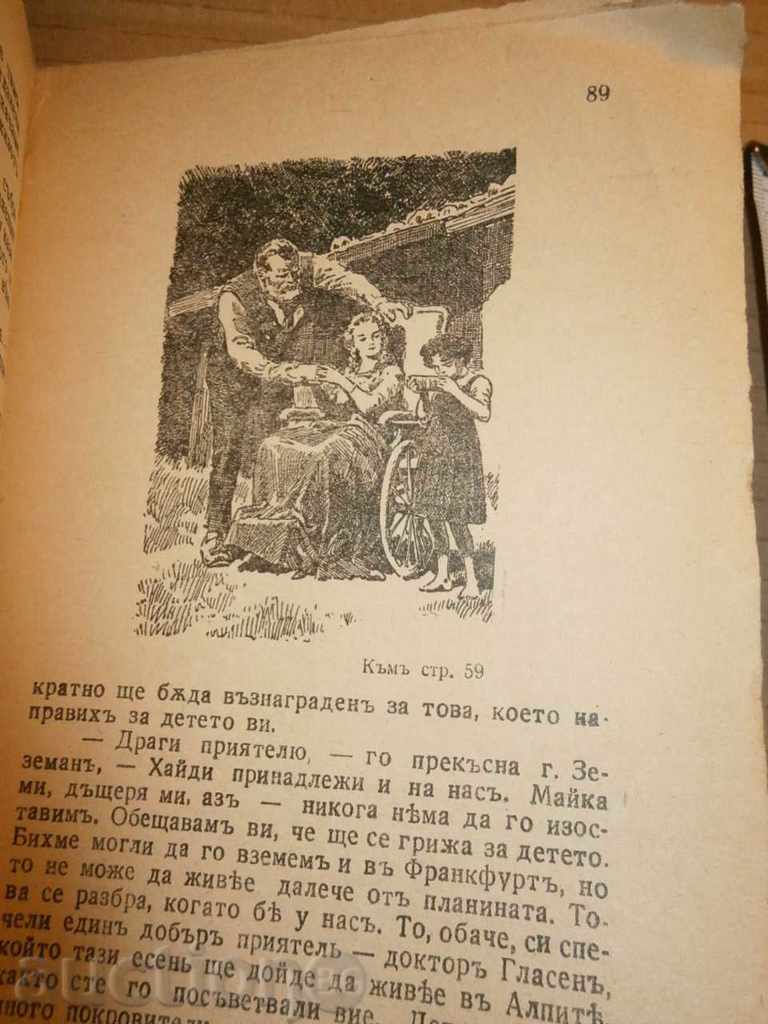 89
Къмъ стр. 59
кратно ще бѫда възнаграденъ за това, което на-
правихъ за детето ви.
— Драги приятелю, — го прекъсна г. Зе-
земанъ, — Хайди принадлежи и на насъ. Майка
ми, дъщеря ми, азъ — никога нѣма да го изос-
тавимъ. Обещавамъ ви, че ще се грижа за детето.
Бихме могли да го вземемъ и въ Франкфуртъ, но
то не може да живѣе далече отъ планината. То-
ва се разбра, когато бѣ у насъ. То, обаче, си спе-
чели единъ добъръ приятель — докторъ Гласенъ,
който тази есень ще дойде да живѣе въ Алпитѣ
както сте го посъветвали вие.
покровители